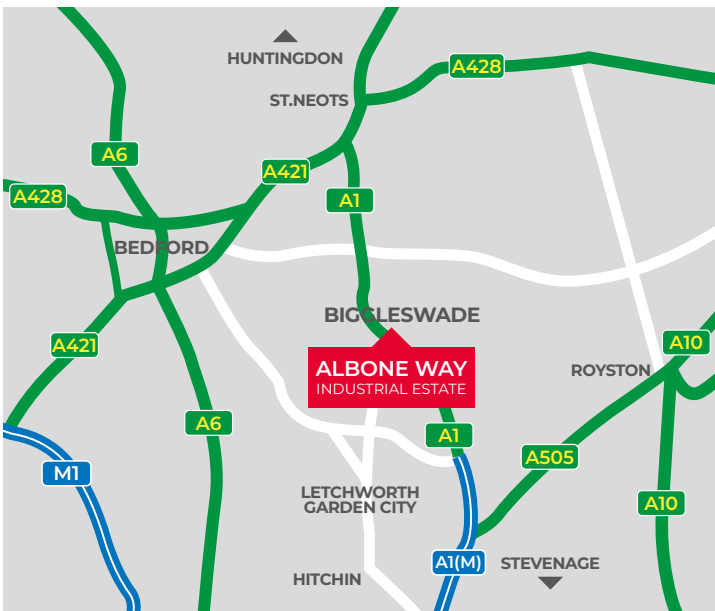 HUNTINGDON
A428
ST.NEOTS
A6
A421
A428
A1
BEDFORD
BIGGLESWADE
A421
A10
ALBONE WAY
INDUSTRIAL ESTATE
ROYSTON
A6
A1
A505
M1
LETCHWORTH
GARDEN CITY
A10
A1(M)
STEVENAGE
HITCHIN